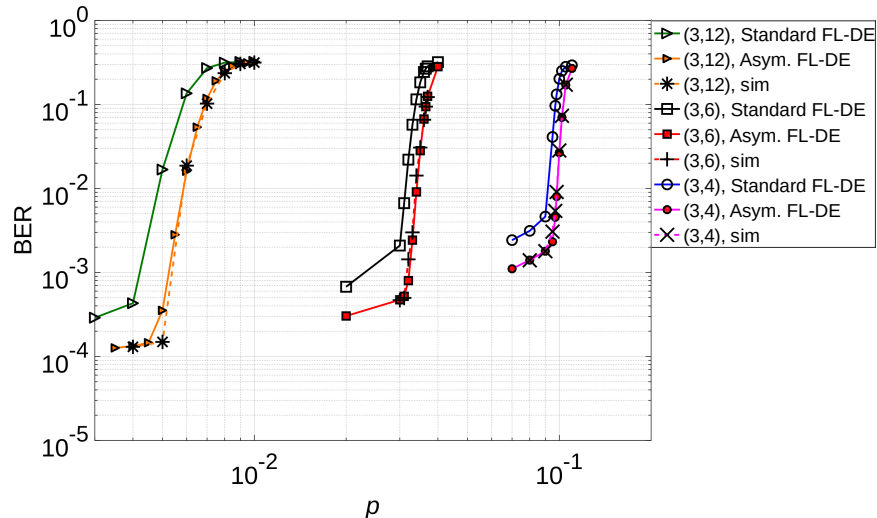 10^0
10^-1
10^-2
10^-3
10^-4
10^-5
BER
10^-2
10^-1
p
(3,12), Standard FL-DE
(3,12), Asym. FL-DE
(3,12), sim
(3,6), Standard FL-DE
(3,6), Asym. FL-DE
(3,6), sim
(3,4), Standard FL-DE
(3,4), Asym. FL-DE
(3,4), sim